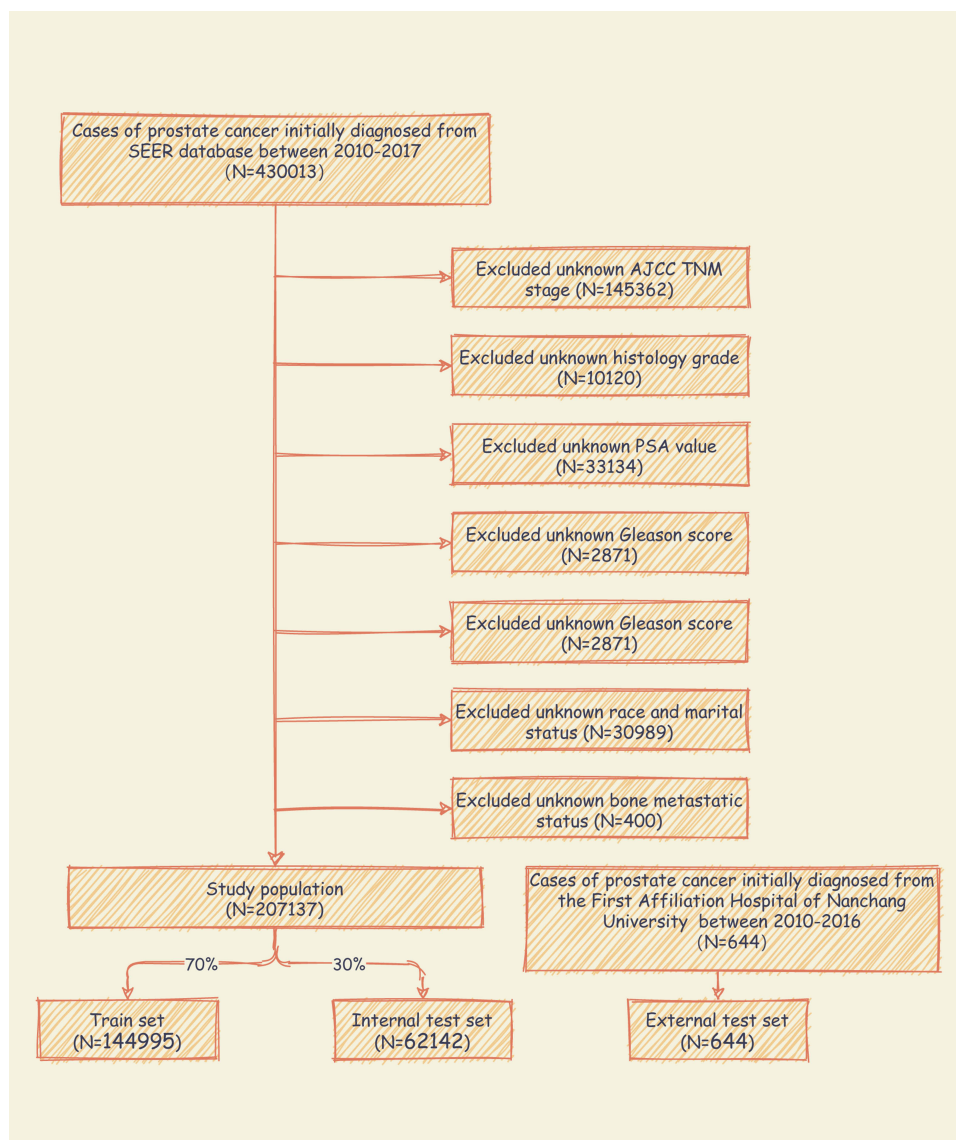 Cases of prostate cancer initially diagnosed from
SEER database between 2010-2017
(N=430013)
Excluded unknown AJCC TNM
stage (N=145362)
Excluded unknown histology grade
(N=10120)
Excluded unknown PSA value
(N=33134)
Excluded unknown Gleason score
(N=2871)
Excluded unknown Gleason score
(N=2871)
Excluded unknown race and marital
status (N=30989)
Excluded unknown bone metastatic
status (N=400)
Study population
(N=207137)
Cases of prostate cancer initially diagnosed from
the First Affiliation Hospital of Nanchang
University between 2010-2016
(N=644)
70%
30%
Train set
(N=144995)
Internal test set
(N=62142)
External test set
(N=644)